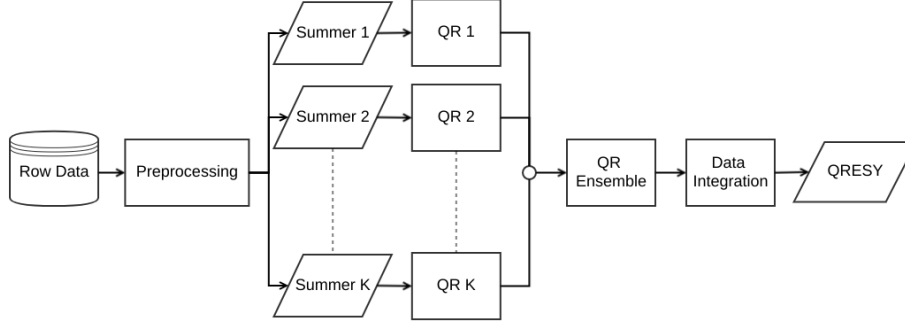 Row Data
Preprocessing
Summer 1
QR 1
Summer 2
QR 2
Summer K
QR K
QR
Ensemble
Data
Integration
QRESY